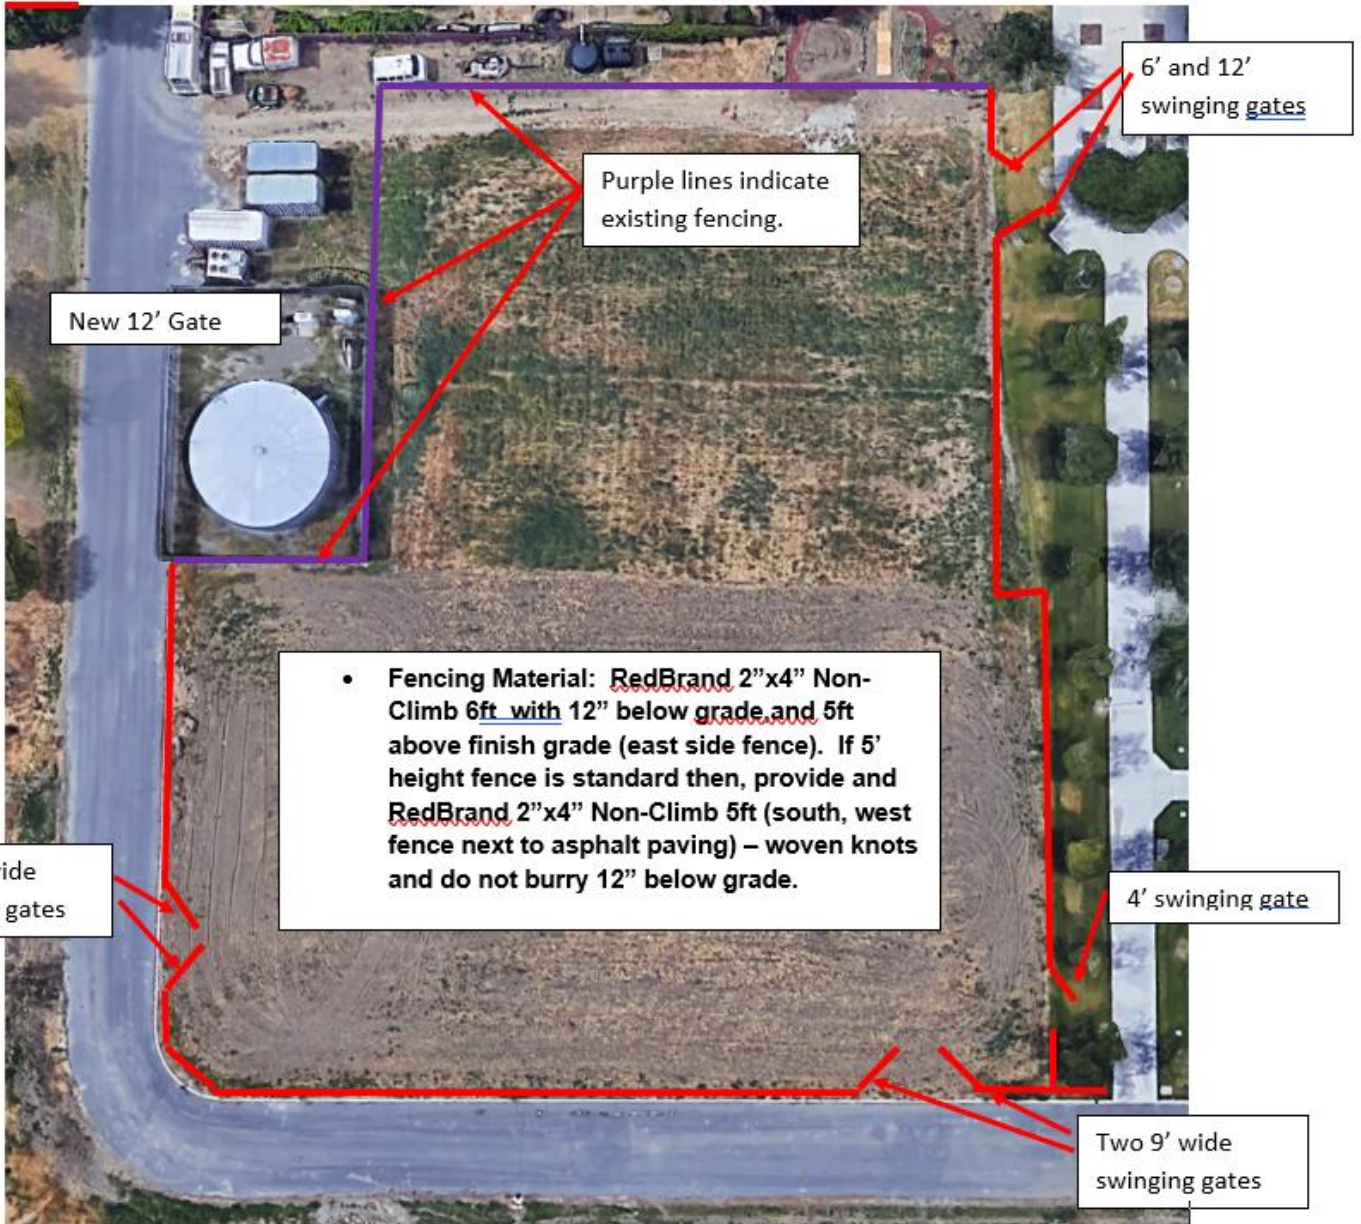 6’ and 12’
swinging gates
Purple lines indicate
existing fencing.
New 12’ Gate
• Fencing Material:  RedBrand 2”x4” Non-
Climb 6ft  with 12” below grade,and 5ft
above finish grade (east side fence).  If 5’
height fence is standard then, provide and
RedBrand 2”x4” Non-Climb 5ft (south, west
fence next to asphalt paving) – woven knots
and do not burry 12” below grade.
gates
4’ swinging gate
Two 9’ wide
swinging gates